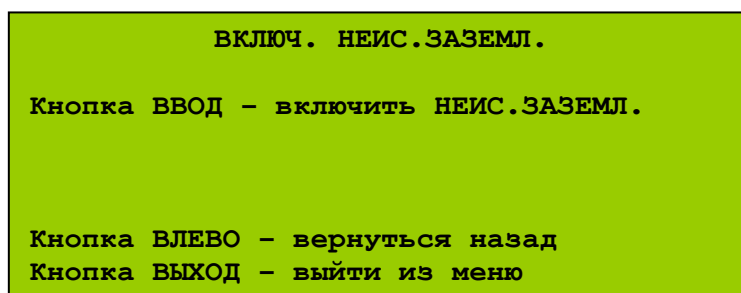 ВКЛЮЧ. НЕИС.ЗАЗЕМЛ.
Кнопка ВВОД – включить НЕИС.ЗАЗЕМЛ.
Кнопка ВЛЕВО – вернуться назад
Кнопка ВЫХОД – выйти из меню